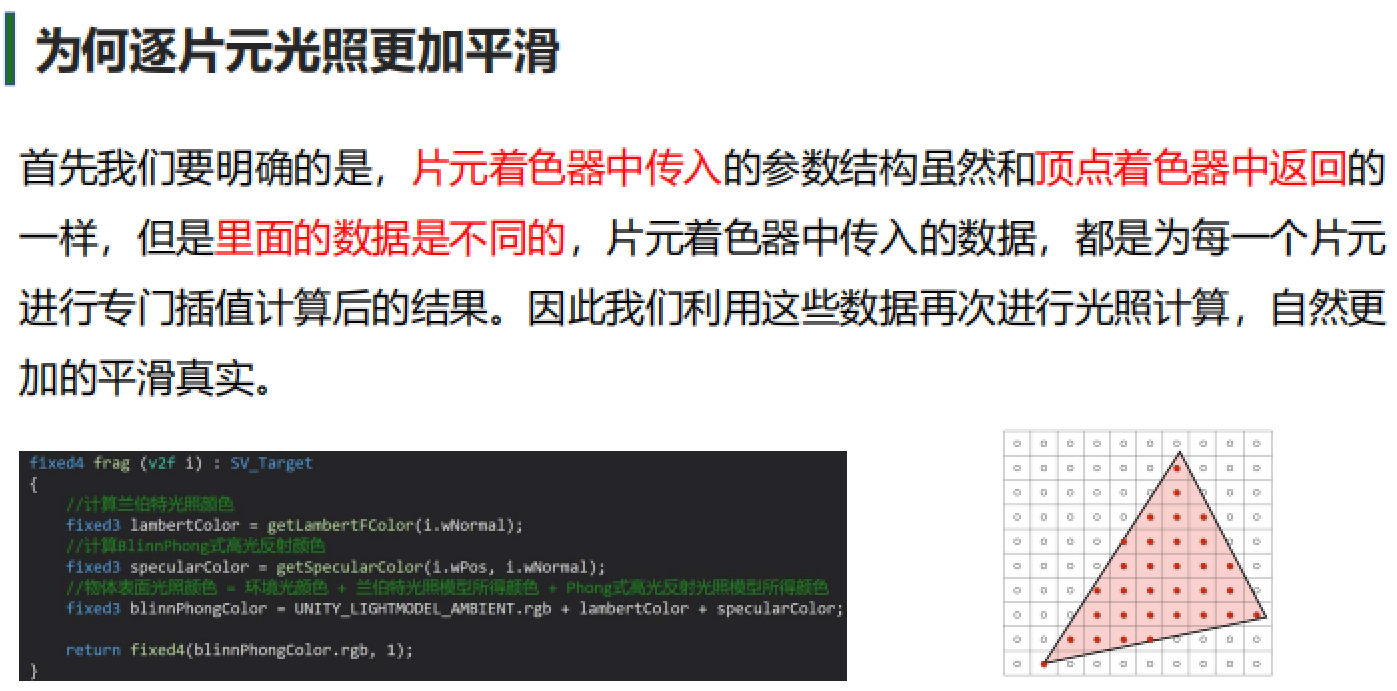 为何逐片元光照更加平滑
首先我们要明确的是，片元着色器中传入的参数结构虽然和顶点着色器中返回的
一样，但是里面的数据是不同的，片元着色器中传入的数据，都是为每一个片元
进行专门插值计算后的结果。因此我们利用这些数据再次进行光照计算，自然更
加的平滑真实。
fixed4 frag (v2f i) : SV_Target
{
//计算兰伯特光照颜色
fixed3 lambertColor = getLambertFColor(i.wNormal);
//计算BlinnPhong式高光反射颜色
fixed3 specularColor = getSpecularColor(i.wPos, i.wNormal);
//物体表面光照颜色 = 环境光颜色 + 兰伯特光照模型所得颜色 + Phong式高光反射光照模型所得颜色
fixed3 blinnPhongColor = UNITY_LIGHTMODEL_AMBIENT.rgb + lambertColor + specularColor;
return fixed4(blinnPhongColor.rgb, 1);
}